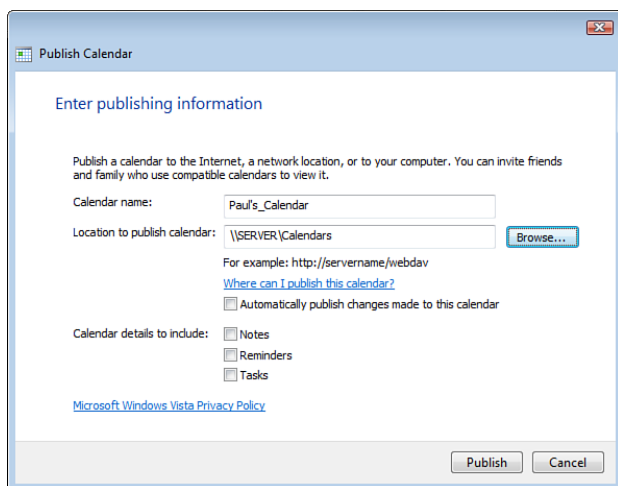 Publish Calendar
Enter publishing information
Publish a calendar to the Internet, a network location, or to your computer. You can invite friends
and family who use compatible calendars to view it.
Calendar name: Paul's_Calendar
Location to publish calendar: \\SERVER\Calendars Browse...
For example: http://servername/webdav
Where can I publish this calendar?
Automatically publish changes made to this calendar
Calendar details to include: Notes
Reminders
Tasks
Microsoft Windows Vista Privacy Policy
Publish Cancel